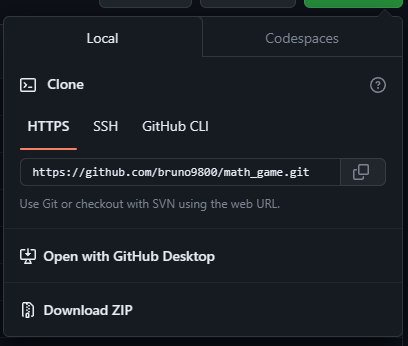 Local
Codespaces
Clone
HTTPS
SSH
GitHub CLI
https://github.com/bruno9800/math_game.git
Use Git or checkout with SVN using the web URL.
Open with GitHub Desktop
Download ZIP